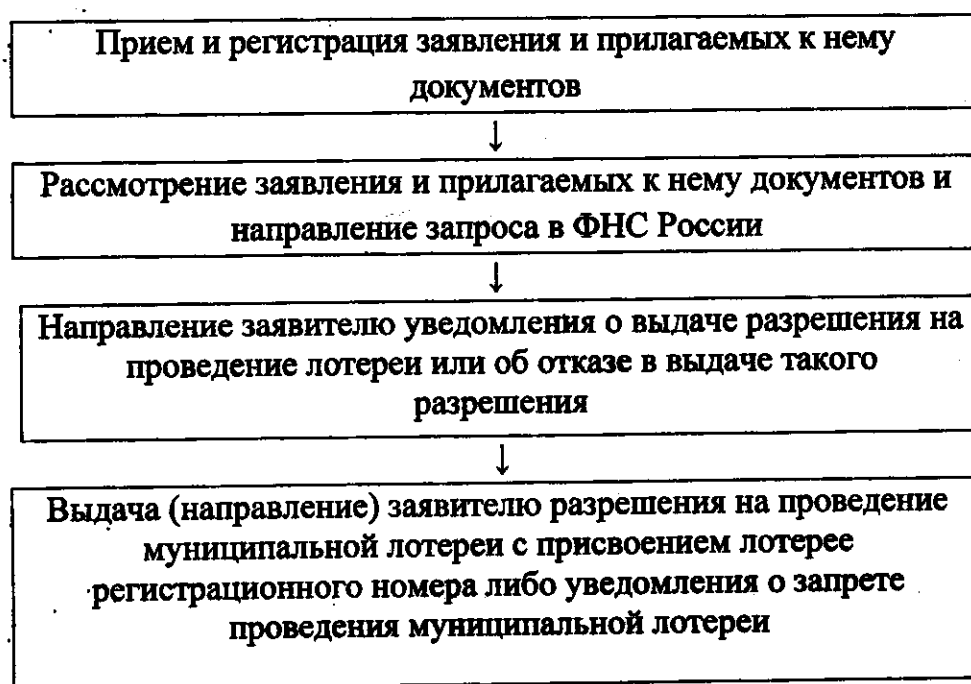 Прием и регистрация заявления и прилагаемых к нему
документов
↓
Рассмотрение заявления и прилагаемых к нему документов и
направление запроса в ФНС России
↓
Направление заявителю уведомления о выдаче разрешения на
проведение лотереи или об отказе в выдаче такого
разрешения
↓
Выдача (направление) заявителю разрешения на проведение
муниципальной лотереи с присвоением лотерее
регистрационного номера либо уведомления о запрете
проведения муниципальной лотереи